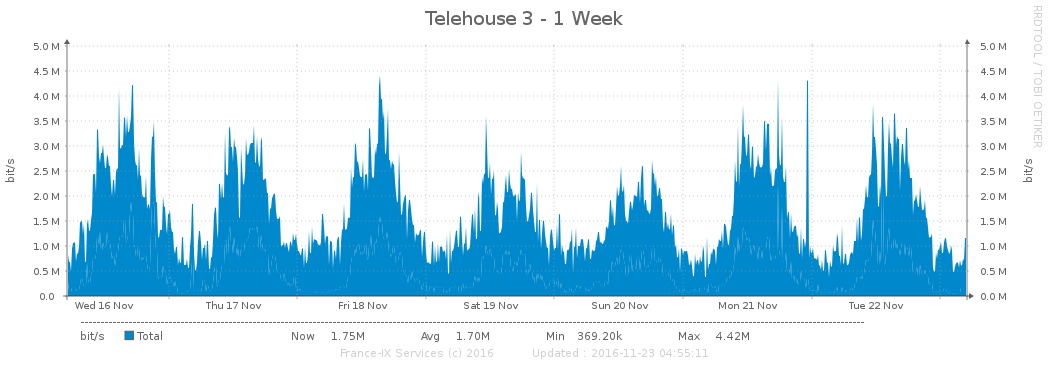 Telehouse 3 - 1 Week
RRDTOOL / TOBI OETIKER
bit/s
bit/s
5.0 M 5.0 M
4.5 M 4.5 M
4.0 M 4.0 M
3.5 M 3.5 M
3.0 M 3.0 M
2.5 M 2.5 M
2.0 M 2.0 M
1.5 M 1.5 M
1.0 M 1.0 M
0.5 M 0.5 M
0.0 0.0 M
Wed 16 Nov Thu 17 Nov Fri 18 Nov Sat 19 Nov Sun 20 Nov Mon 21 Nov Tue 22 Nov
bit/s Total Now 1.75M Avg 1.70M Min 369.20k Max 4.42M
France-IX Services (c) 2016 Updated : 2016-11-23 04:55:11